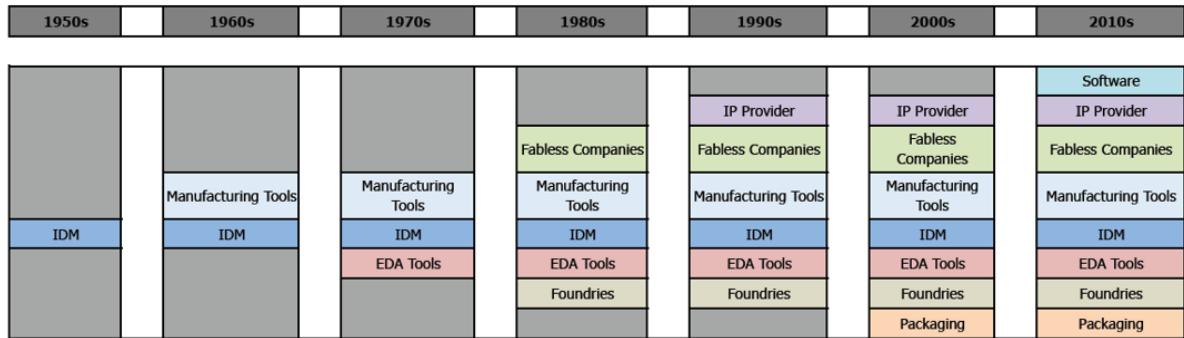 1950s 1960s 1970s 1980s 1990s 2000s 2010s
Software
IP Provider IP Provider IP Provider
Fabless Companies Fabless Companies Fabless Companies Fabless Companies
Manufacturing Tools Manufacturing Tools Manufacturing Tools Manufacturing Tools Manufacturing Tools Manufacturing Tools
IDM IDM IDM IDM IDM IDM IDM
EDA Tools EDA Tools EDA Tools EDA Tools EDA Tools
Foundries Foundries Foundries Foundries
Packaging Packaging